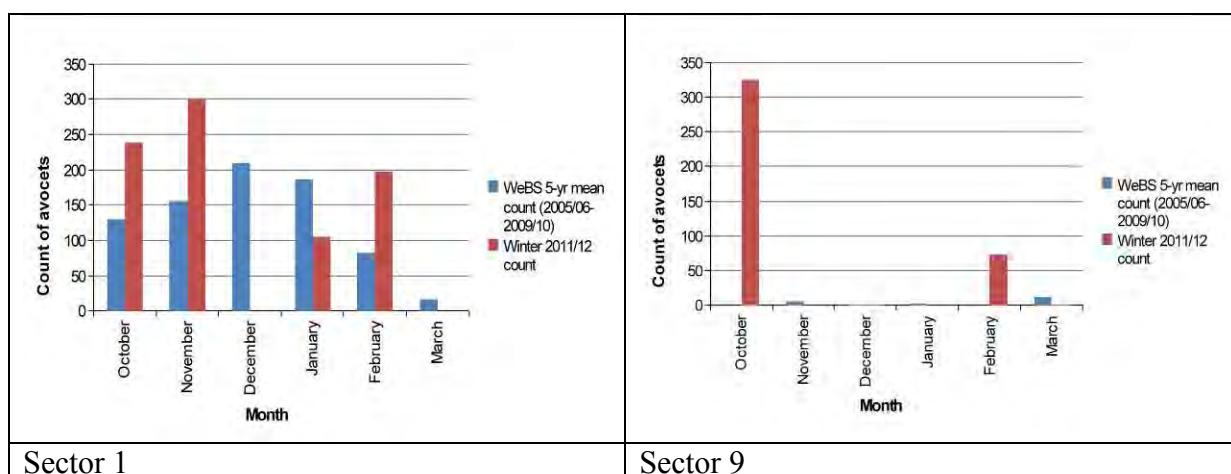 350
300
250
200
150
100
50
0
Count of avocets
October
November
December
January
February
March
Month
WeBS 5-yr mean
count (2005/06-
2009/10)
Winter 2011/12
count
Sector 1
350
300
250
200
150
100
50
0
Count of avocets
October
November
December
January
February
March
Month
WeBS 5-yr mean
count (2005/06-
2009/10)
Winter 2011/12
count
Sector 9